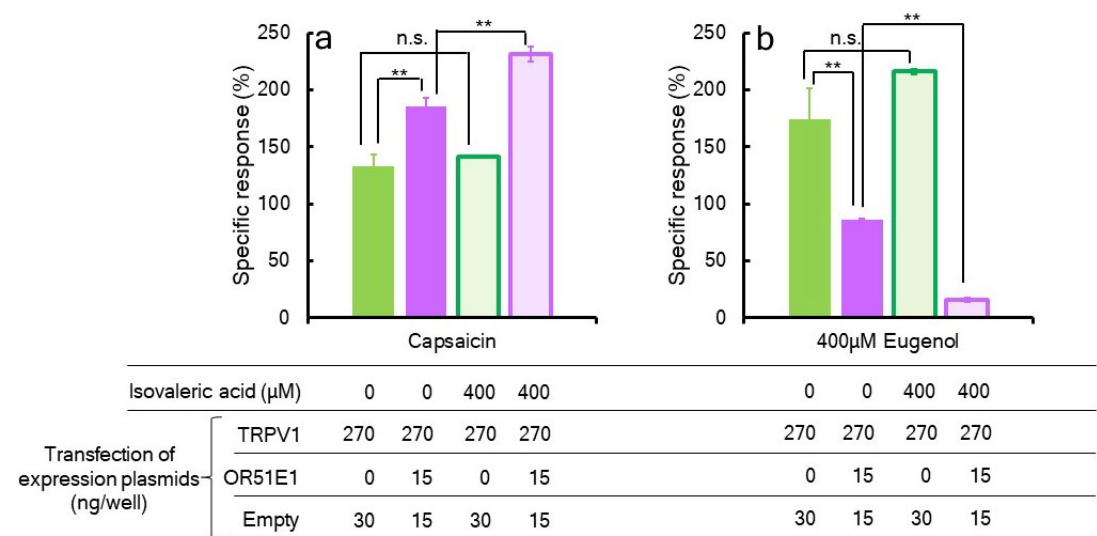 a
b
n.s.
**
**
n.s.
**
**
Specific response (%)
250
200
150
100
50
0
Capsaicin
Specific response (%)
250
200
150
100
50
0
400µM Eugenol
Isovaleric acid (µM) 0 0 400 400 0 0 400 400
Transfection of
expression plasmids
(ng/well)
TRPV1 270 270 270 270 270 270 270 270
OR51E1 0 15 0 15 0 15 0 15
Empty 30 15 30 15 30 15 30 15